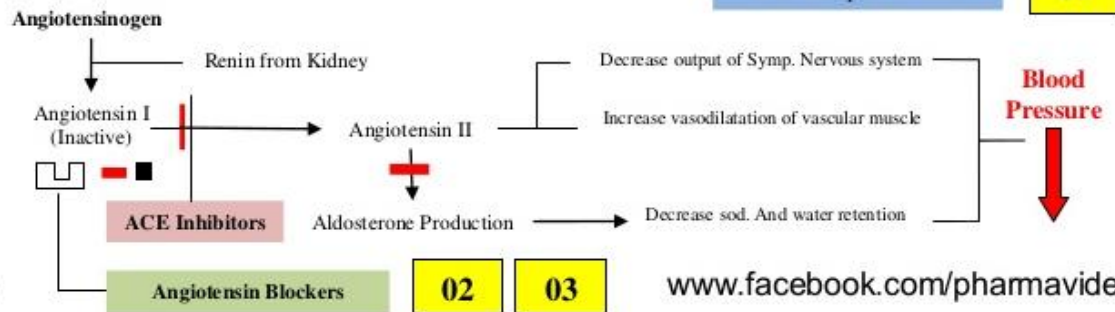 Angiotensinogen
Renin from Kidney
Decrease output of Symp. Nervous system
Blood
Pressure
Angiotensin I
(Inactive)
Angiotensin II
Increase vasodilatation of vascular muscle
ACE Inhibitors
Aldosterone Production
Decrease sod. And water retention
Angiotensin Blockers
02
03
www.facebook.com/pharmavide